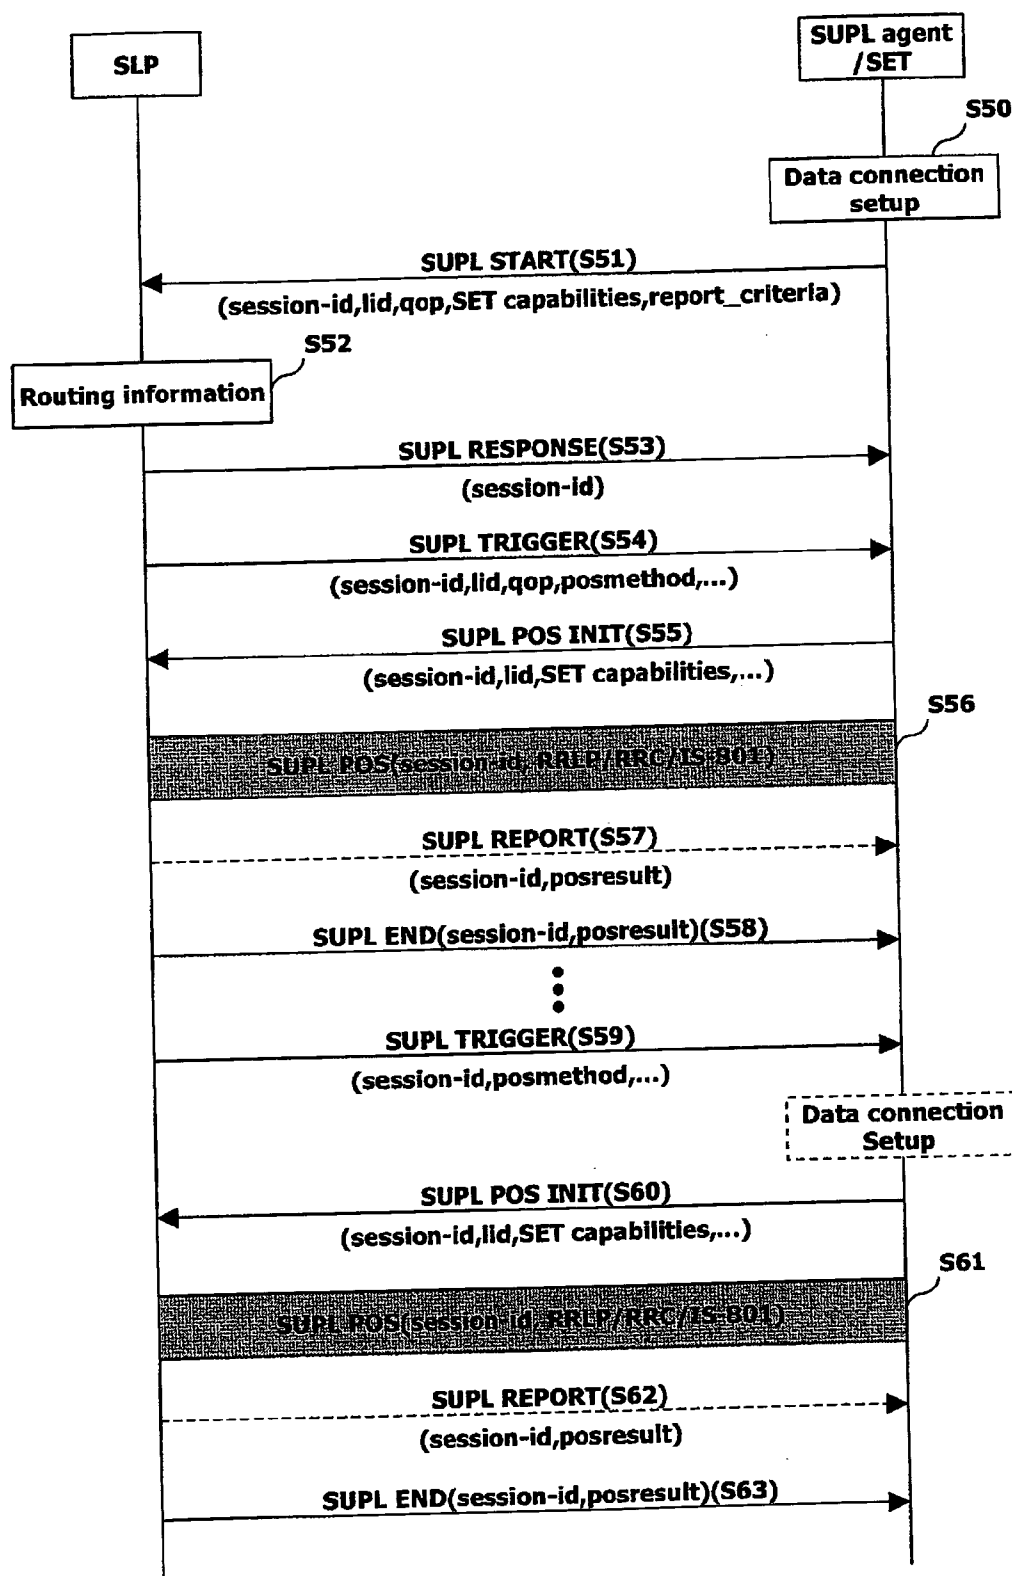 SLP
SUPL agent
/SET
S50
Data connection
setup
SUPL START(S51)
(session-id,lid,qop,SET capabilities,report_criteria)
S52
Routing information
SUPL RESPONSE(S53)
(session-id)
SUPL TRIGGER(S54)
(session-id,lid,qop,posmethod,...)
SUPL POS INIT(S55)
(session-id,lid,SET capabilities,...)
S56
SUPL POS(session-id, RRLP/RRC/IS-801)
SUPL REPORT(S57)
(session-id,posresult)
SUPL END(session-id,posresult)(S58)
SUPL TRIGGER(S59)
(session-id,posmethod,...)
Data connection
Setup
SUPL POS INIT(S60)
(session-id,lid,SET capabilities,...)
S61
SUPL POS(session-id, RRLP/RRC/IS-801)
SUPL REPORT(S62)
(session-id,posresult)
SUPL END(session-id,posresult)(S63)